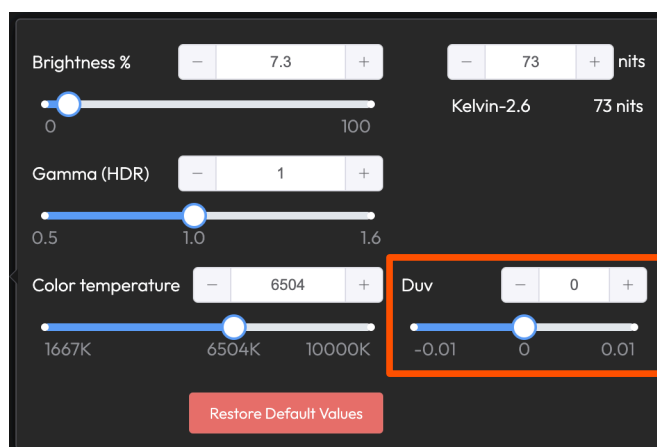 Brightness % − 7.3 + − 73 + nits
0 100 Kelvin-2.6 73 nits
Gamma (HDR) − 1 +
0.5 1.0 1.6
Color temperature − 6504 + Duv − 0 +
1667K 6504K 10000K -0.01 0 0.01
Restore Default Values